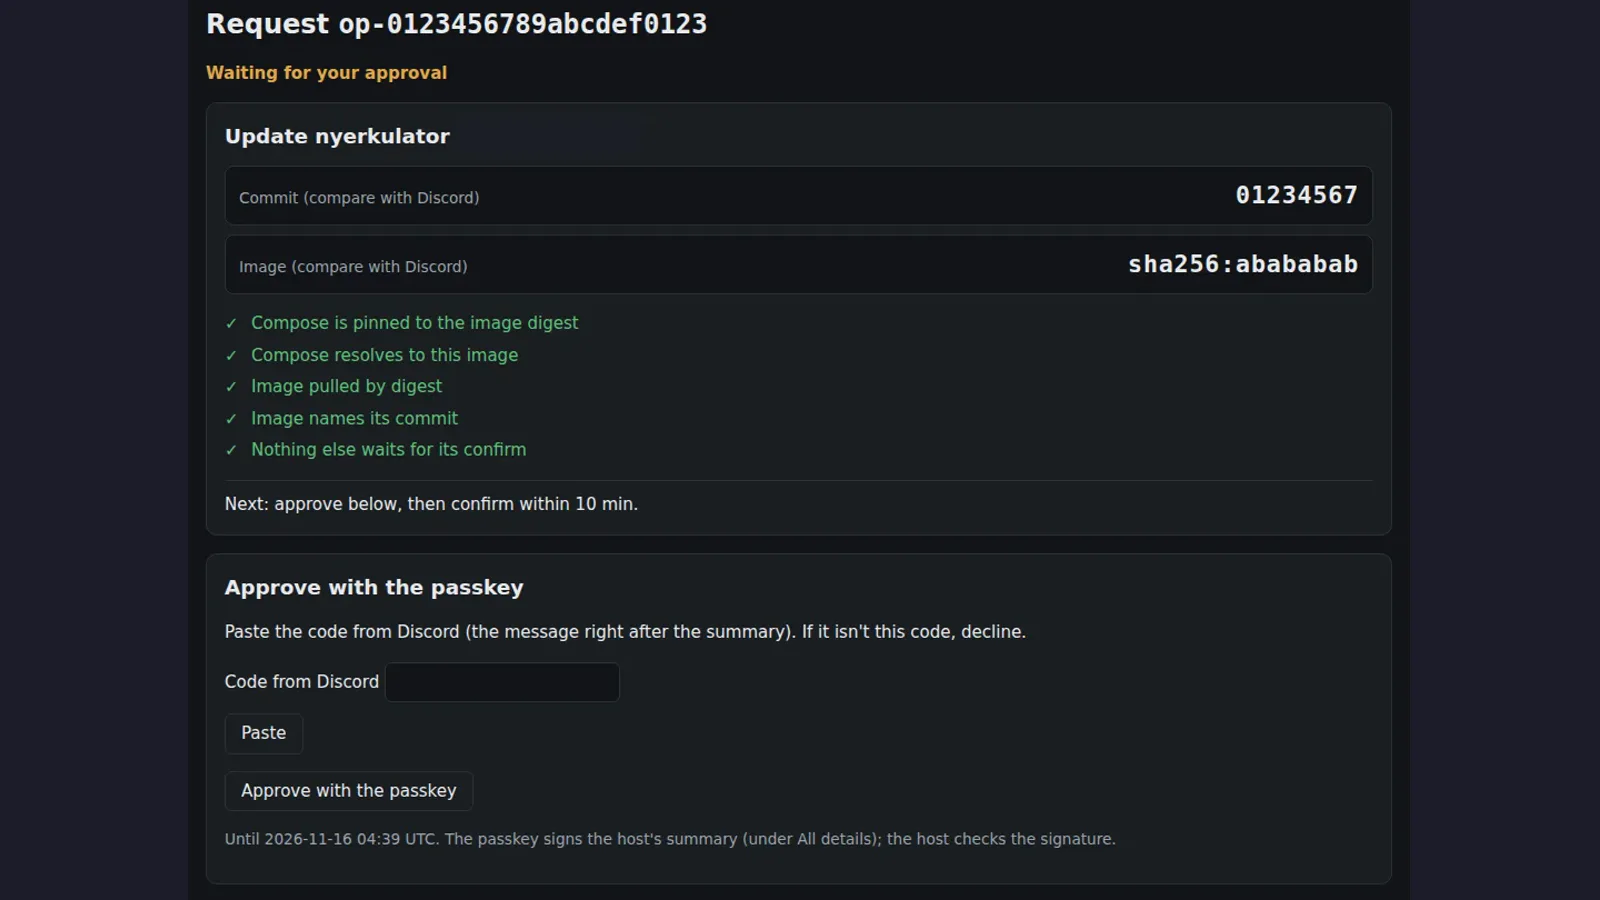 Request op-0123456789abcdef0123
Waiting for your approval
Update nyerkulator
Commit (compare with Discord) 01234567
Image (compare with Discord) sha256:abababab
✓ Compose is pinned to the image digest
✓ Compose resolves to this image
✓ Image pulled by digest
✓ Image names its commit
✓ Nothing else waits for its confirm
Next: approve below, then confirm within 10 min.
Approve with the passkey
Paste the code from Discord (the message right after the summary). If it isn't this code, decline.
Code from Discord
Paste
Approve with the passkey
Until 2026-11-16 04:39 UTC. The passkey signs the host's summary (under All details); the host checks the signature.